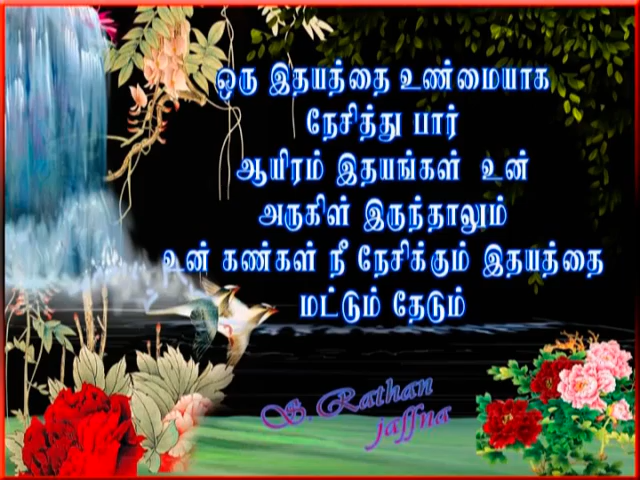 ஒரு இதயத்தை உண்மையாக
நேசித்து பார்
ஆயிரம் இதயங்கள் உன்
அருகிள் இருந்தாலும்
உன் கண்கள் நீ நேசிக்கும் இதயத்தை
மட்டும் தேடும்
S. Rathan
jaffna